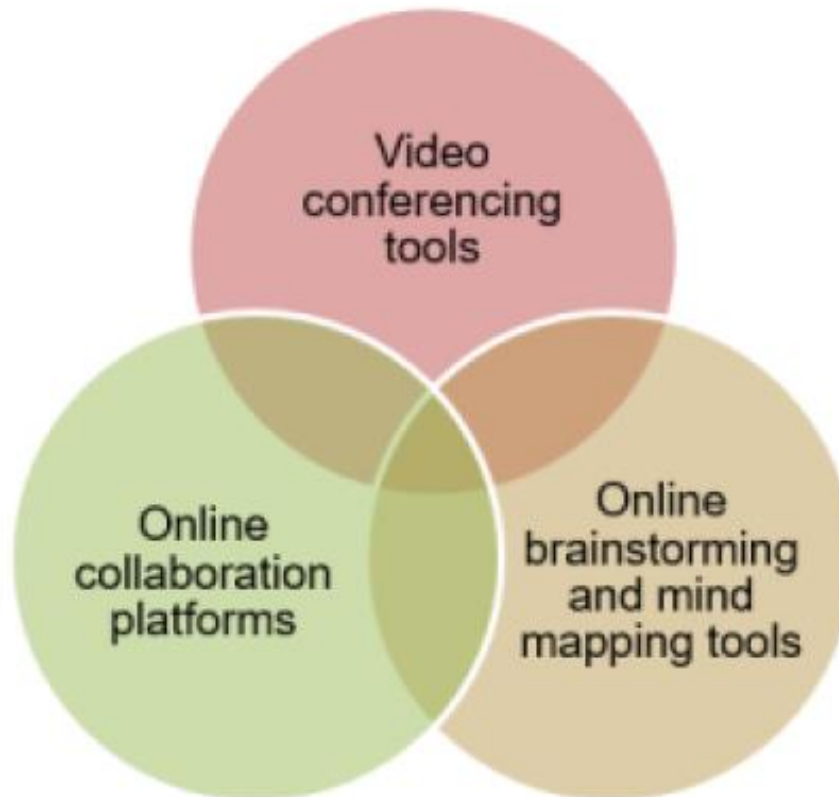 Video
conferencing
tools
Online
collaboration
platforms
Online
brainstorming
and mind
mapping tools